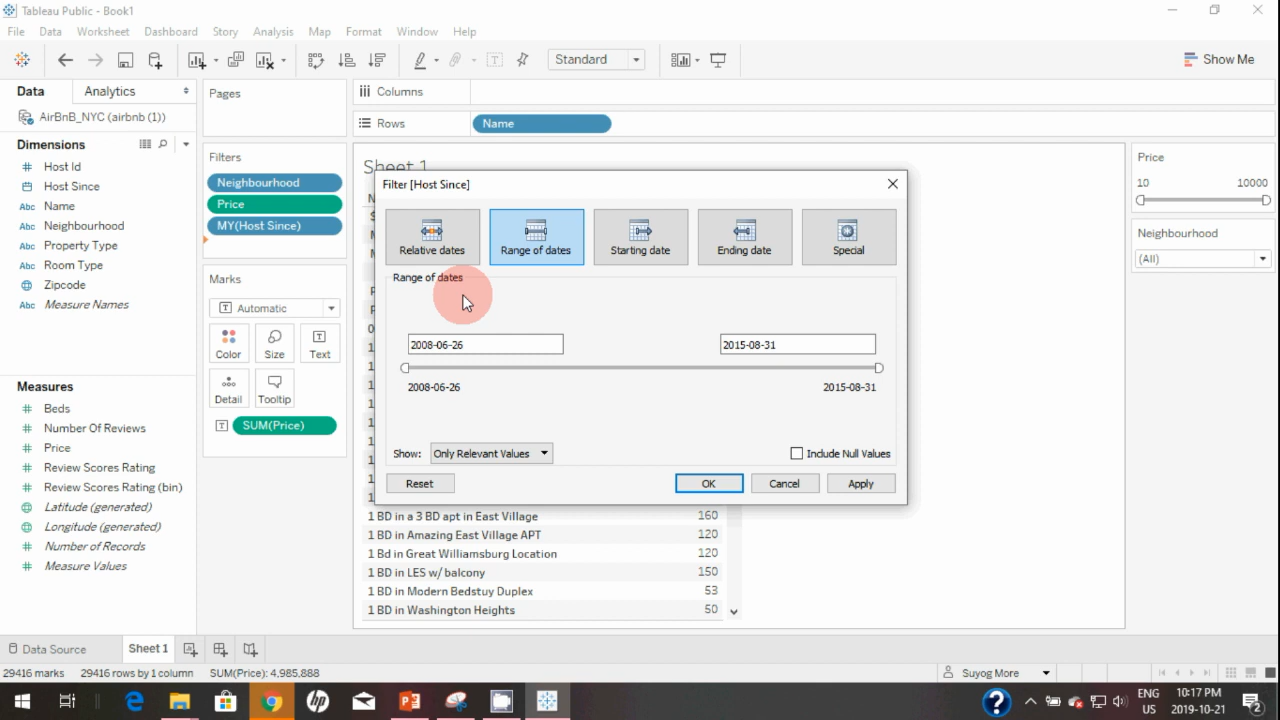 Tableau Public - Book1
File Data Worksheet Dashboard Story Analysis Map Format Window Help
Standard
Show Me
Data Analytics
AirBnB_NYC (airbnb (1))
Dimensions
# Host Id
Host Since
Abc Name
Abc Neighbourhood
Abc Property Type
Abc Room Type
Zipcode
Abc Measure Names
Measures
# Beds
# Number Of Reviews
# Price
# Review Scores Rating
# Review Scores Rating (bin)
Latitude (generated)
Longitude (generated)
# Number of Records
# Measure Values
Pages
Filters
Neighbourhood
Price
MY(Host Since)
Marks
T Automatic
Color Size Text
Detail Tooltip
T SUM(Price)
iii Columns
Rows Name
Sheet 1
Filter [Host Since]
Relative dates Range of dates Starting date Ending date Special
Range of dates
2008-06-26 2015-08-31
2008-06-26 2015-08-31
Show: Only Relevant Values Include Null Values
Reset OK Cancel Apply
1 BD in a 3 BD apt in East Village 160
1 BD in Amazing East Village APT 120
1 Bd in Great Williamsburg Location 120
1 BD in LES w/ balcony 150
1 BD in Modern Bedstuy Duplex 53
1 BD in Washington Heights 50
Price
10 10000
Neighbourhood
(All)
Data Source Sheet 1
29416 marks 29416 rows by 1 column SUM(Price): 4,985,888
Suyog More
ENG
US
10:17 PM
2019-10-21
2